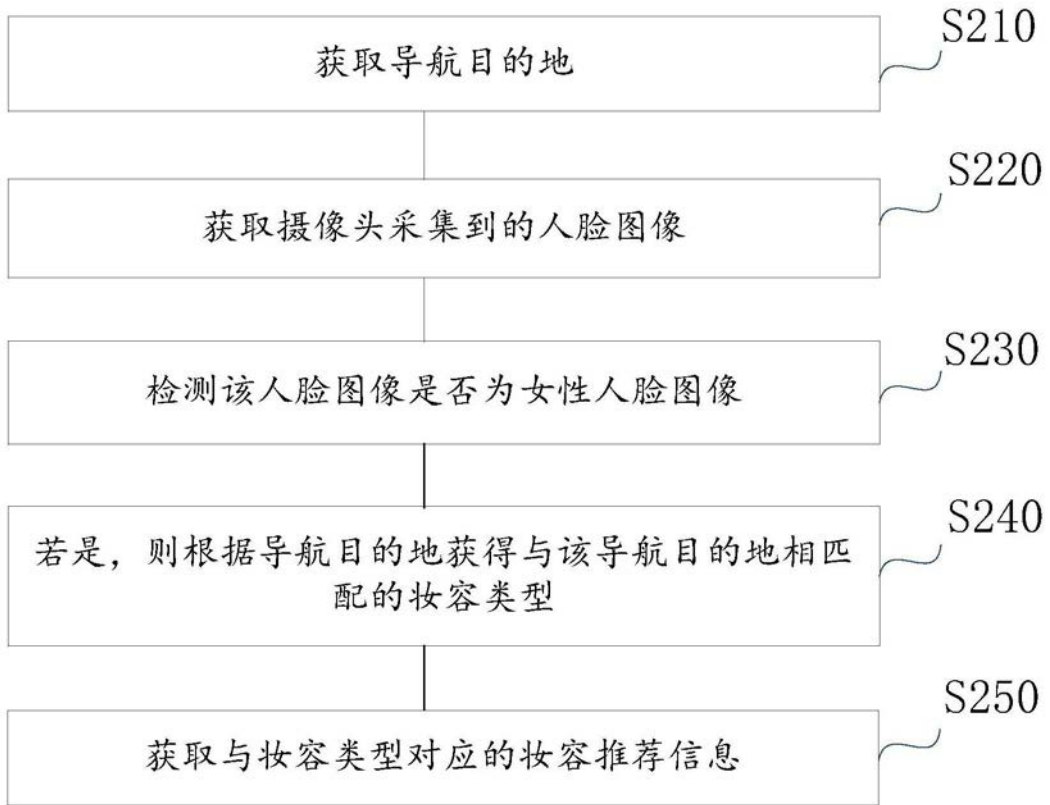 S210
获取导航目的地
S220
获取摄像头采集到的人脸图像
S230
检测该人脸图像是否为女性人脸图像
S240
若是，则根据导航目的地获得与该导航目的地相匹
配的妆容类型
S250
获取与妆容类型对应的妆容推荐信息